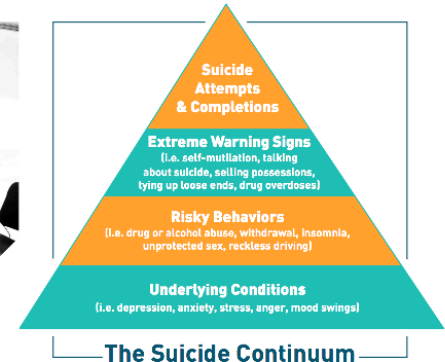 Suicide
Attempts
& Completions
Extreme Warning Signs
(i.e. self-mutilation, talking
about suicide, selling possessions,
tying up loose ends, drug overdoses)
Risky Behaviors
(i.e. drug or alcohol abuse, withdrawal, insomnia,
unprotected sex, reckless driving)
Underlying Conditions
(i.e. depression, anxiety, stress, anger, mood swings)
The Suicide Continuum